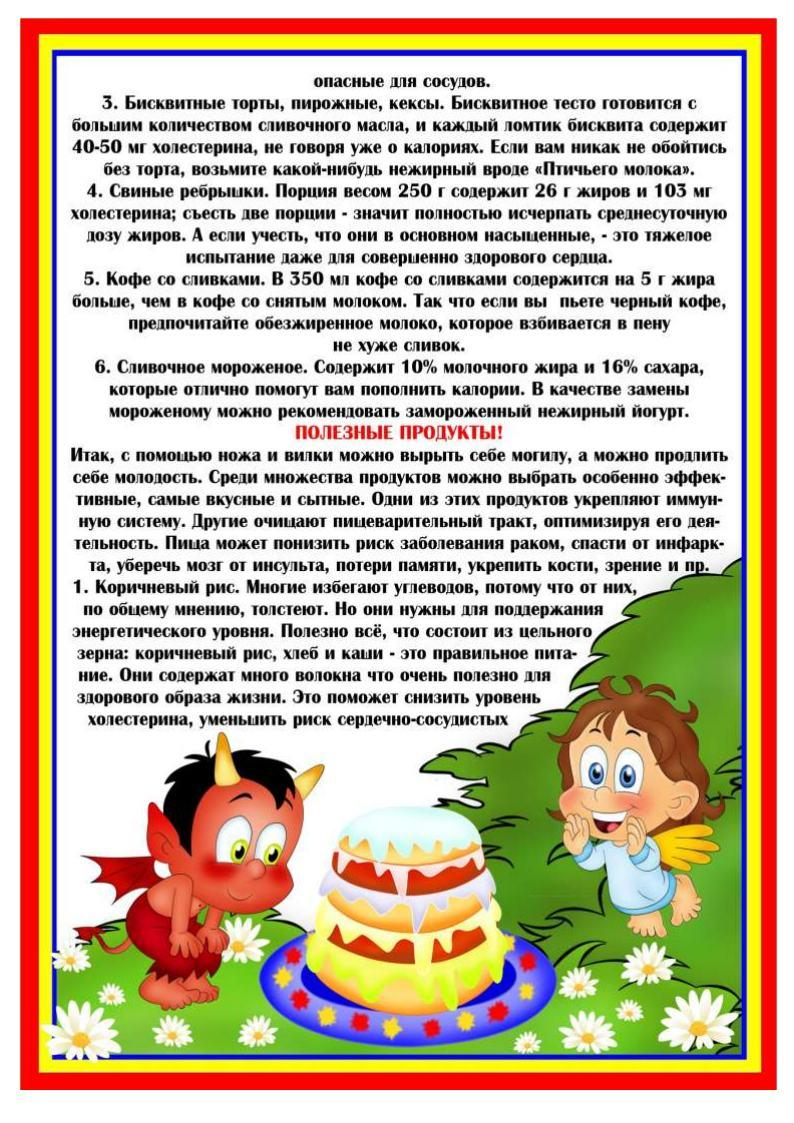 опасные для сосудов.
3. Бисквитные торты, пирожные, кексы. Бисквитное тесто готовится с
большим количеством сливочного масла, и каждый ломтик бисквита содержит
40-50 мг холестерина, не говоря уже о калориях. Если вам никак не обойтись
без торта, возьмите какой-нибудь нежирный вроде «Птичьего молока».
4. Свиные ребрышки. Порция весом 250 г содержит 26 г жиров и 103 мг
холестерина; съесть две порции - значит полностью исчерпать среднесуточную
дозу жиров. А если учесть, что они в основном насыщенные, - это тяжелое
испытание даже для совершенно здорового сердца.
5. Кофе со сливками. В 350 мл кофе со сливками содержится на 5 г жира
больше, чем в кофе со снятым молоком. Так что если вы пьете черный кофе,
предпочитайте обезжиренное молоко, которое взбивается в пену
не хуже сливок.
6. Сливочное мороженое. Содержит 10% молочного жира и 16% сахара,
которые отлично помогут вам пополнить калории. В качестве замены
мороженому можно рекомендовать замороженный нежирный йогурт.
ПОЛЕЗНЫЕ ПРОДУКТЫ!
Итак, с помощью ножа и вилки можно вырыть себе могилу, а можно продлить
себе молодость. Среди множества продуктов можно выбрать особенно эффек-
тивные, самые вкусные и сытные. Одни из этих продуктов укрепляют иммун-
ную систему. Другие очищают пищеварительный тракт, оптимизируя его дея-
тельность. Пища может понизить риск заболевания раком, спасти от инфарк-
та, уберечь мозг от инсульта, потери памяти, укрепить кости, зрение и пр.
1. Коричневый рис. Многие избегают углеводов, потому что от них,
по общему мнению, толстеют. Но они нужны для поддержания
энергетического уровня. Полезно всё, что состоит из цельного
зерна: коричневый рис, хлеб и каши - это правильное пита-
ние. Они содержат много волокна что очень полезно для
здорового образа жизни. Это поможет снизить уровень
холестерина, уменьшить риск сердечно-сосудистых